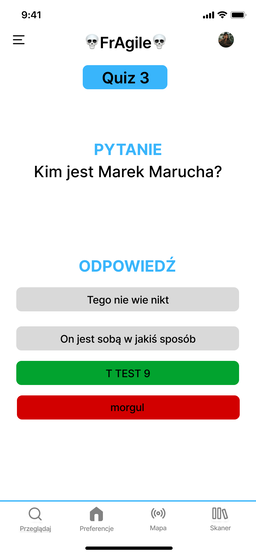 9:41
💀FrAgile💀
Quiz 3
PYTANIE
Kim jest Marek Marucha?
ODPOWIEDŹ
Tego nie wie nikt
On jest sobą w jakiś sposób
T TEST 9
morgul
Przeglądaj Preferencje Mapa Skaner